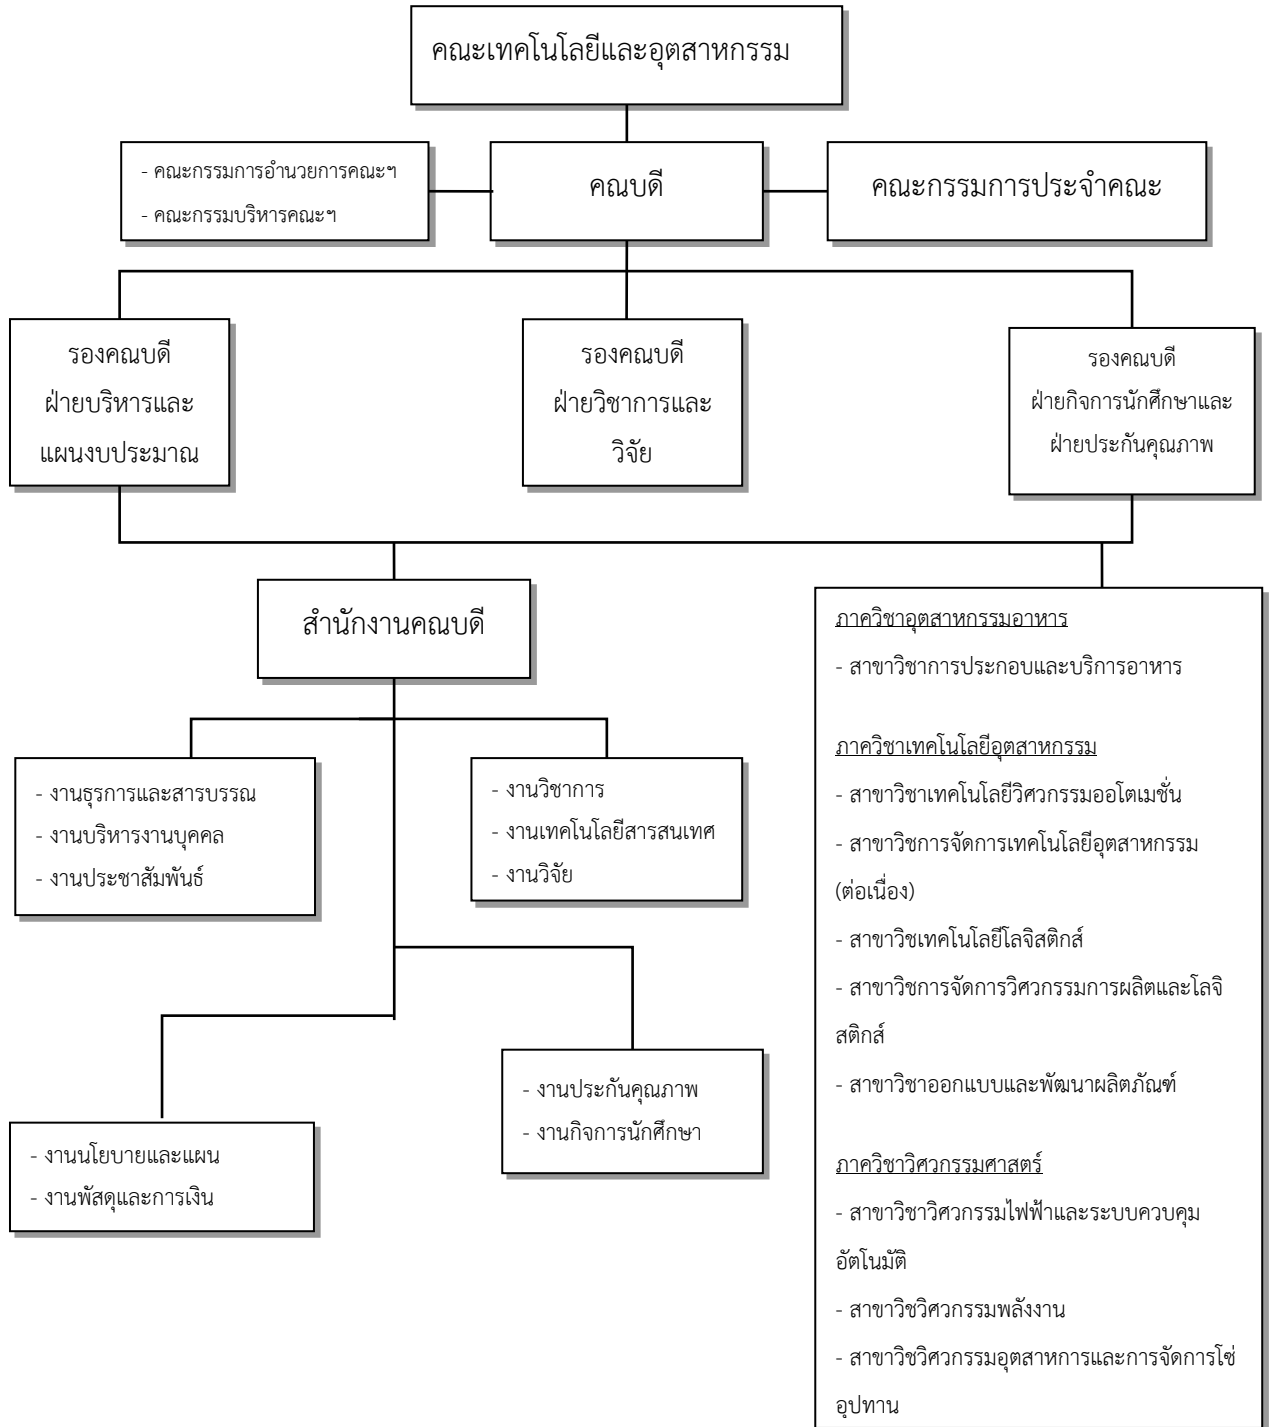 คณะเทคโนโลยีและอุตสาหกรรม
- คณะกรรมการอำนวยการคณะฯ
- คณะกรรมบริหารคณะฯ
คณบดี
คณะกรรมการประจำคณะ
รองคณบดี
ฝ่ายบริหารและ
แผนงบประมาณ
รองคณบดี
ฝ่ายวิชาการและ
วิจัย
รองคณบดี
ฝ่ายกิจการนักศึกษาและ
ฝ่ายประกันคุณภาพ
สำนักงานคณบดี
- งานธุรการและสารบรรณ
- งานบริหารงานบุคคล
- งานประชาสัมพันธ์
- งานวิชาการ
- งานเทคโนโลยีสารสนเทศ
- งานวิจัย
- งานนโยบายและแผน
- งานพัสดุและการเงิน
- งานประกันคุณภาพ
- งานกิจการนักศึกษา
ภาควิชาอุตสาหกรรมอาหาร
- สาขาวิชาการประกอบและบริการอาหาร
ภาควิชาเทคโนโลยีอุตสาหกรรม
- สาขาวิชาเทคโนโลยีวิศวกรรมออโตเมชั่น
- สาขาวิชการจัดการเทคโนโลยีอุตสาหกรรม
(ต่อเนื่อง)
- สาขาวิชเทคโนโลยีโลจิสติกส์
- สาขาวิชการจัดการวิศวกรรมการผลิตและโลจิ
สติกส์
- สาขาวิชาออกแบบและพัฒนาผลิตภัณฑ์
ภาควิชาวิศวกรรมศาสตร์
- สาขาวิชาวิศวกรรมไฟฟ้าและระบบควบคุม
อัตโนมัติ
- สาขาวิชวิศวกรรมพลังงาน
- สาขาวิชวิศวกรรมอุตสาหการและการจัดการโซ่
อุปทาน